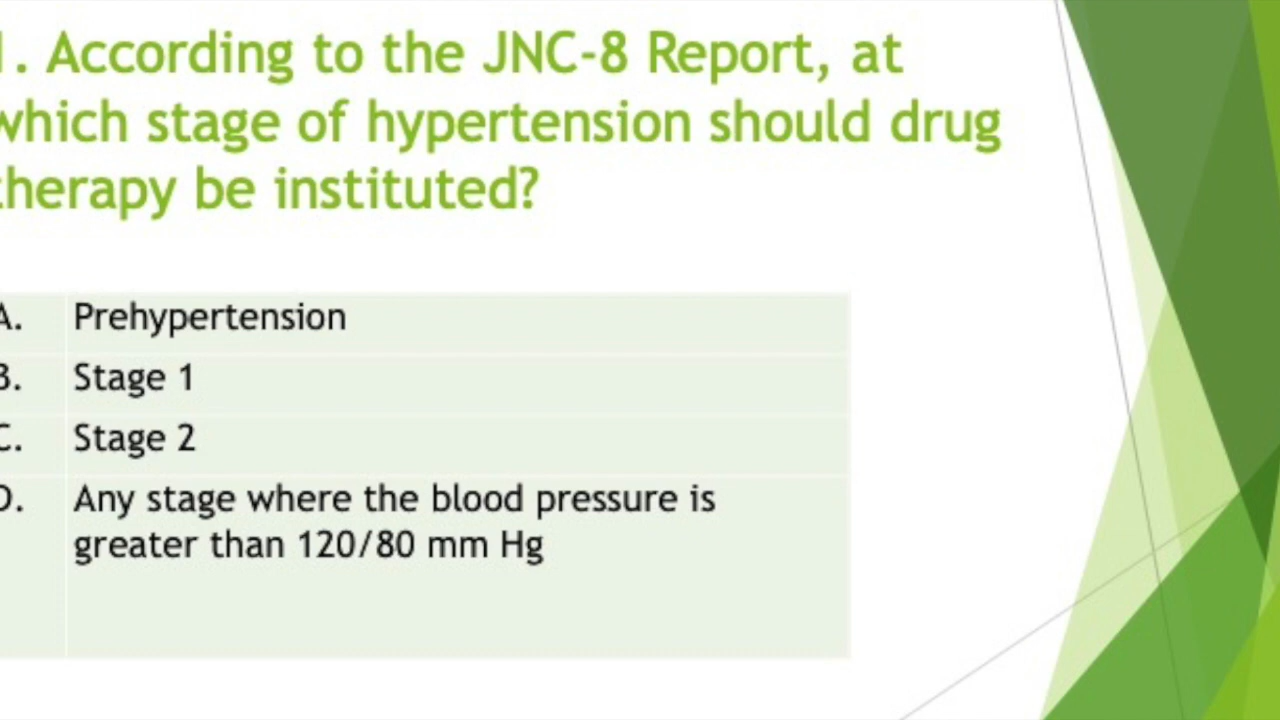 1. According to the JNC-8 Report, at
which stage of hypertension should drug
therapy be instituted?
A. Prehypertension
B. Stage 1
C. Stage 2
D. Any stage where the blood pressure is
greater than 120/80 mm Hg